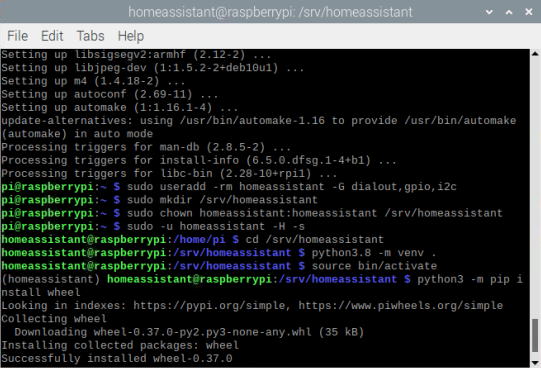 homeassistant@raspberrypi: /srv/homeassistant
File Edit Tabs Help
Setting up libsigsegv2:armhf (2.12-2) ...
Setting up libjpeg-dev (1:1.5.2-2+deb10u1) ...
Setting up m4 (1.4.18-2) ...
Setting up autoconf (2.69-11) ...
Setting up automake (1:1.16.1-4) ...
update-alternatives: using /usr/bin/automake-1.16 to provide /usr/bin/automake
(automake) in auto mode
Processing triggers for man-db (2.8.5-2) ...
Processing triggers for install-info (6.5.0.dfsg.1-4+b1) ...
Processing triggers for libc-bin (2.28-10+rpi1) ...
pi@raspberrypi:~ $ sudo useradd -rm homeassistant -G dialout,gpio,i2c
pi@raspberrypi:~ $ sudo mkdir /srv/homeassistant
pi@raspberrypi:~ $ sudo chown homeassistant:homeassistant /srv/homeassistant
pi@raspberrypi:~ $ sudo -u homeassistant -H -s
homeassistant@raspberrypi:/home/pi $ cd /srv/homeassistant
homeassistant@raspberrypi:/srv/homeassistant $ python3.8 -m venv .
homeassistant@raspberrypi:/srv/homeassistant $ source bin/activate
(homeassistant) homeassistant@raspberrypi:/srv/homeassistant $ python3 -m pip i
nstall wheel
Looking in indexes: https://pypi.org/simple, https://www.piwheels.org/simple
Collecting wheel
Downloading wheel-0.37.0-py2.py3-none-any.whl (35 kB)
Installing collected packages: wheel
Successfully installed wheel-0.37.0